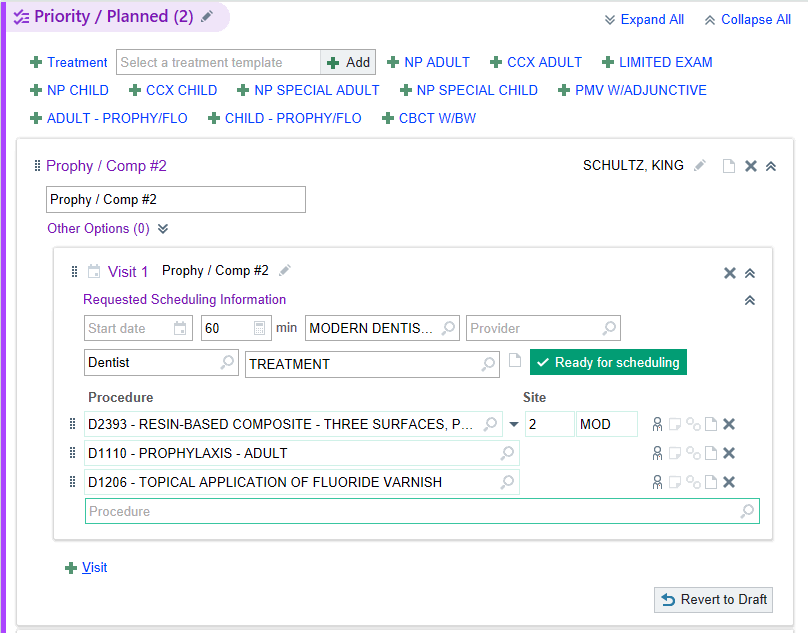 Priority / Planned (2) Expand All Collapse All
Treatment Select a treatment template Add NP ADULT CCX ADULT LIMITED EXAM
NP CHILD CCX CHILD NP SPECIAL ADULT NP SPECIAL CHILD PMV W/ADJUNCTIVE
ADULT - PROPHY/FLO CHILD - PROPHY/FLO CBCT W/BW
Prophy / Comp #2 SCHULTZ, KING
Prophy / Comp #2
Other Options (0)
Visit 1 Prophy / Comp #2
Requested Scheduling Information
Start date 60 min MODERN DENTIS... Provider
Dentist TREATMENT Ready for scheduling
Procedure Site
D2393 - RESIN-BASED COMPOSITE - THREE SURFACES, P... 2 MOD
D1110 - PROPHYLAXIS - ADULT
D1206 - TOPICAL APPLICATION OF FLUORIDE VARNISH
Procedure
Visit
Revert to Draft